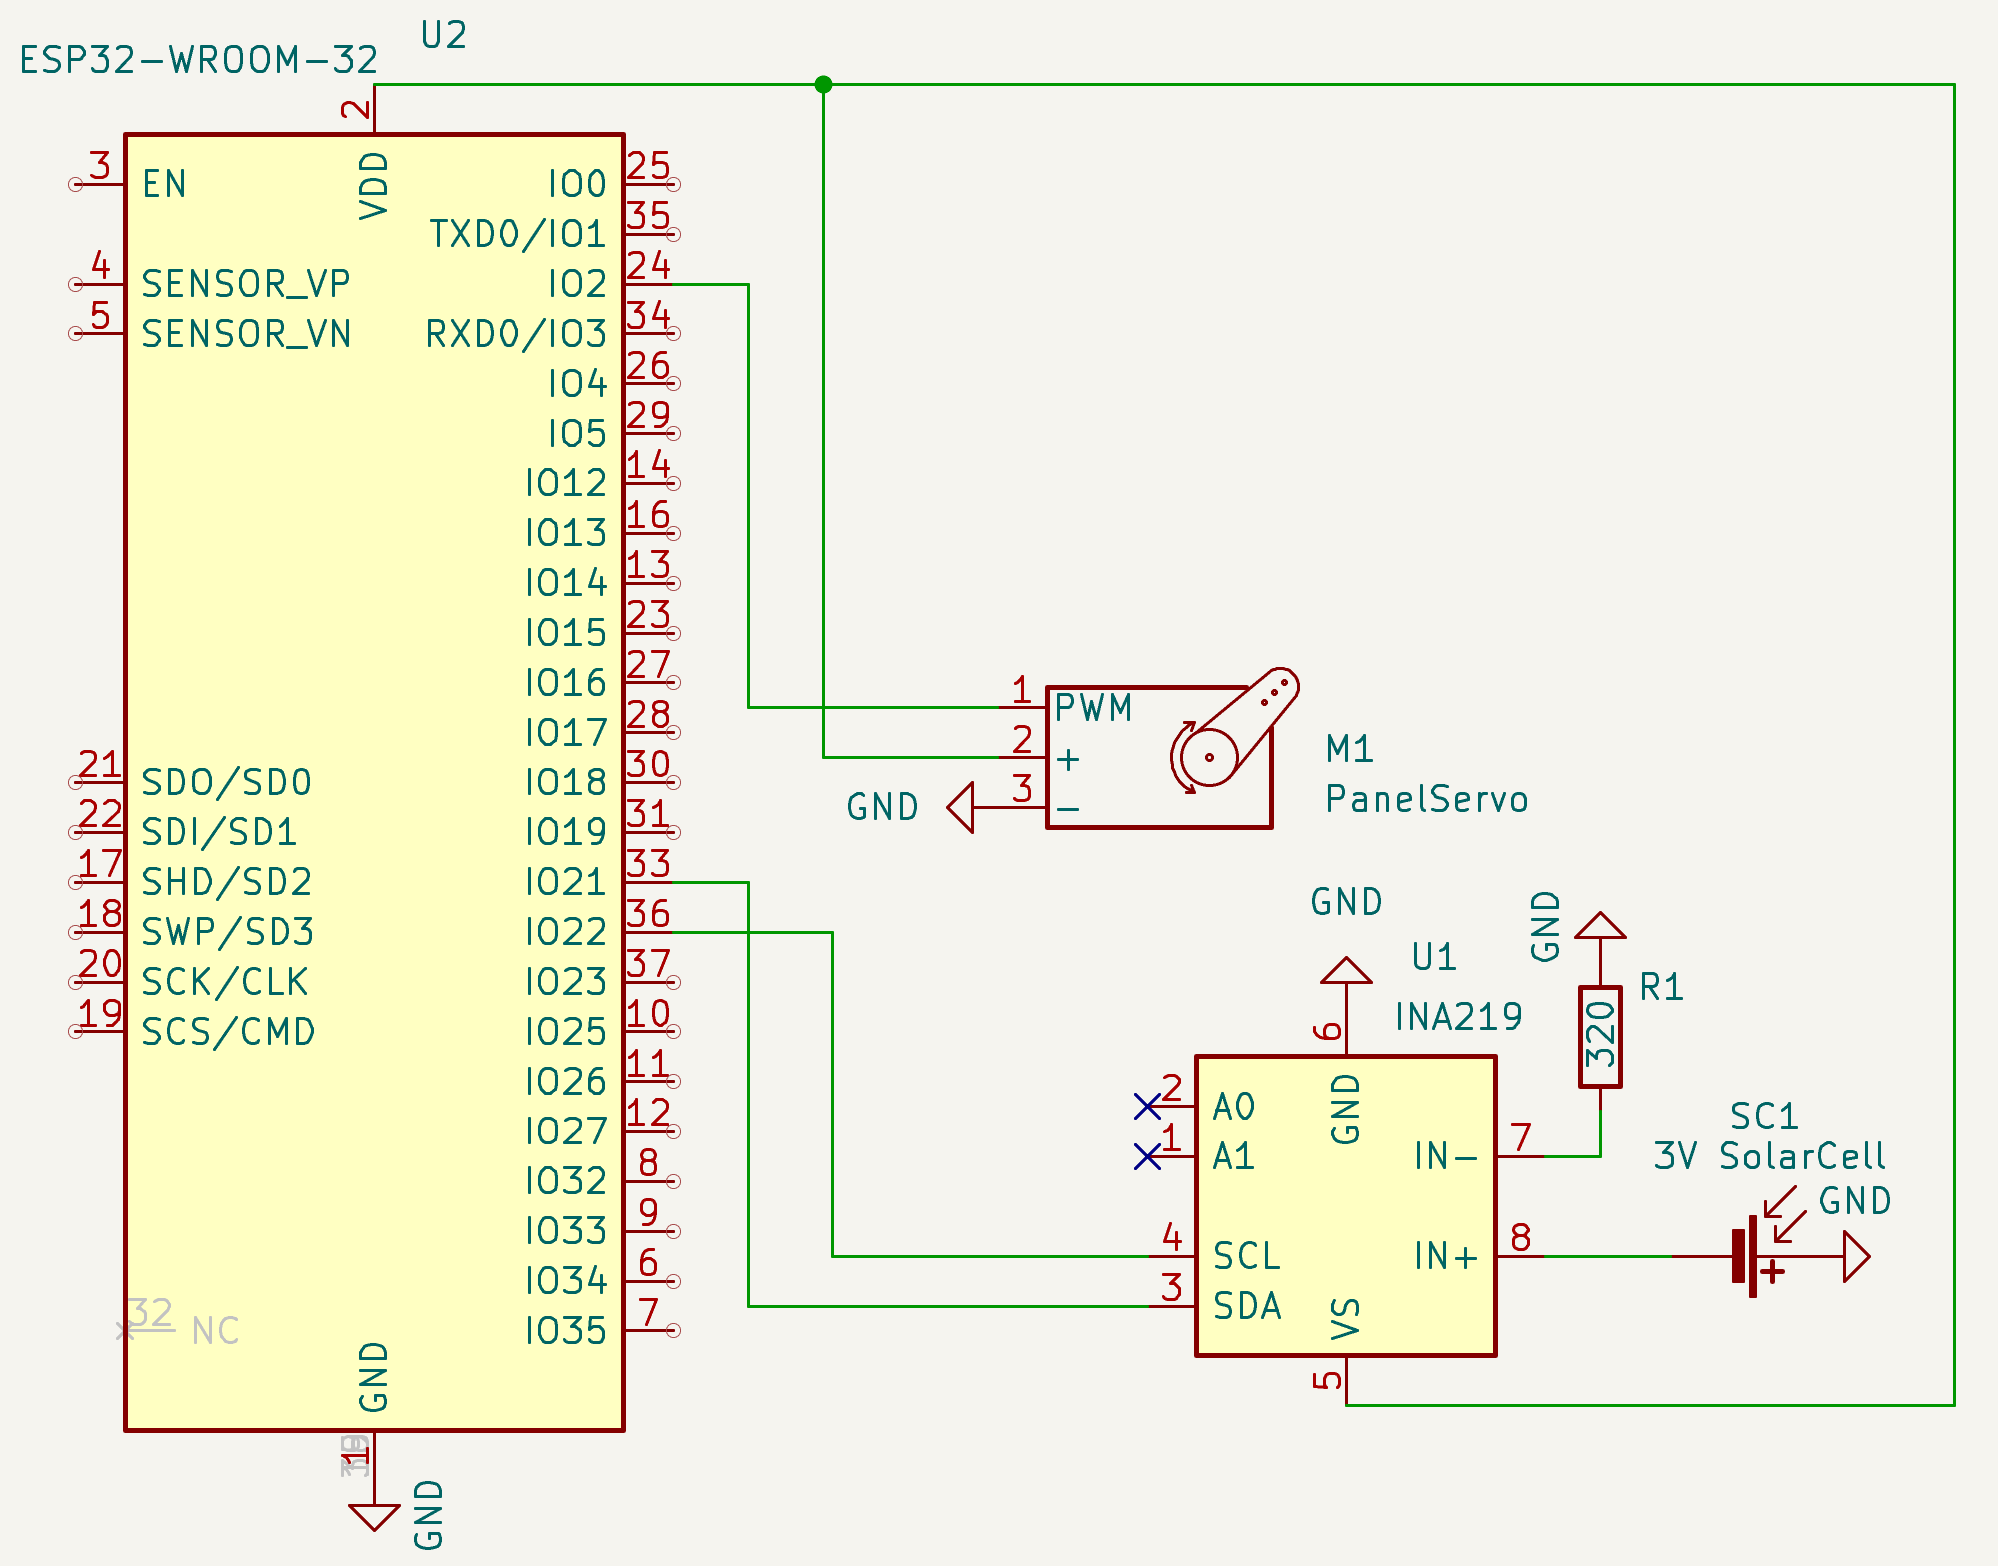 U2
ESP32-WROOM-32
2
VDD
3 EN
4 SENSOR_VP
5 SENSOR_VN
21 SDO/SD0
22 SDI/SD1
17 SHD/SD2
18 SWP/SD3
20 SCK/CLK
19 SCS/CMD
32 NC
IO0 25
TXD0/IO1 35
IO2 24
RXD0/IO3 34
IO4 26
IO5 29
IO12 14
IO13 16
IO14 13
IO15 23
IO16 27
IO17 28
IO18 30
IO19 31
IO21 33
IO22 36
IO23 37
IO25 10
IO26 11
IO27 12
IO32 8
IO33 9
IO34 6
IO35 7
GND
1
GND
1 PWM
2 +
3 -
GND
M1
PanelServo
GND
U1
INA219
6
GND
2 A0
1 A1
4 SCL
3 SDA
IN- 7
IN+ 8
VS
5
GND
R1
320
SC1
3V SolarCell
GND
+